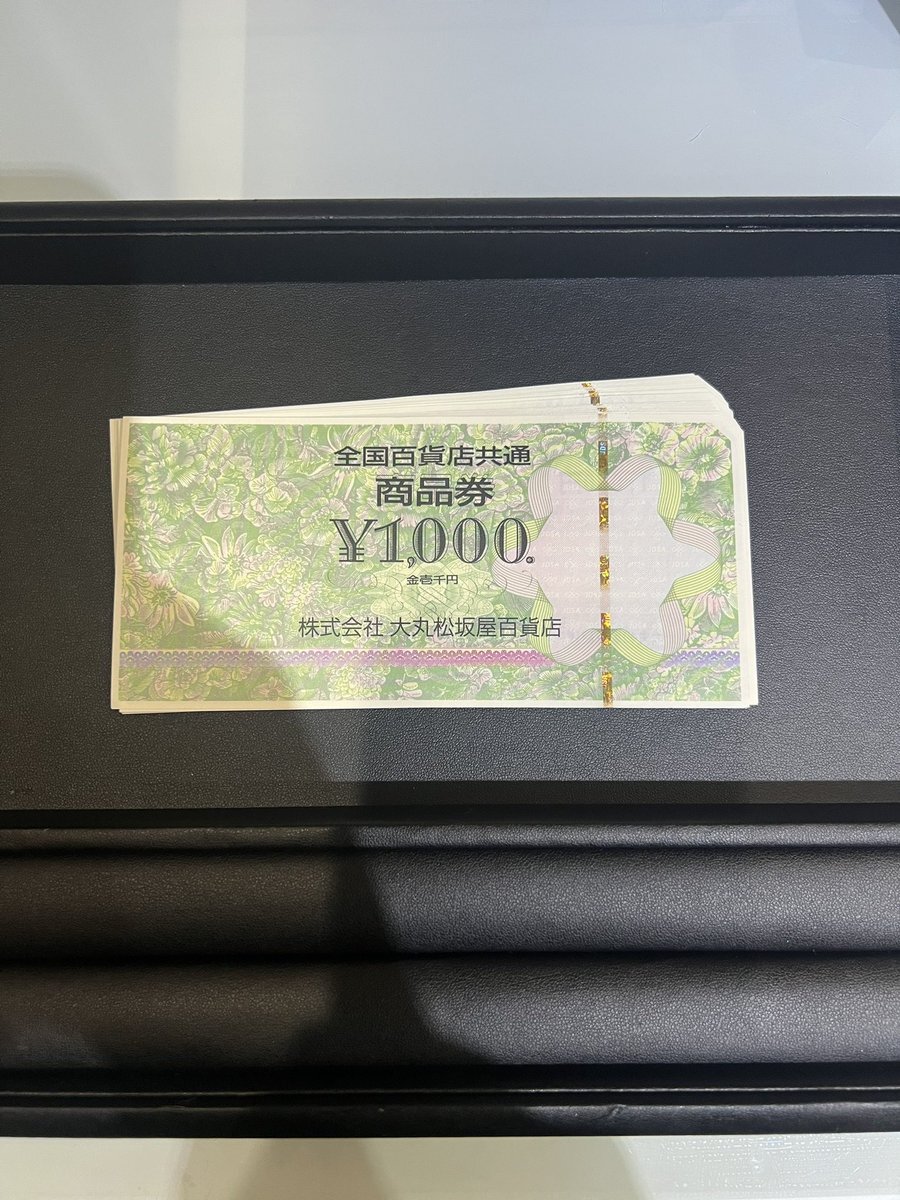 全国百貨店共通
商品券
¥1,000.
金壱千円
株式会社 大丸松坂屋百貨店